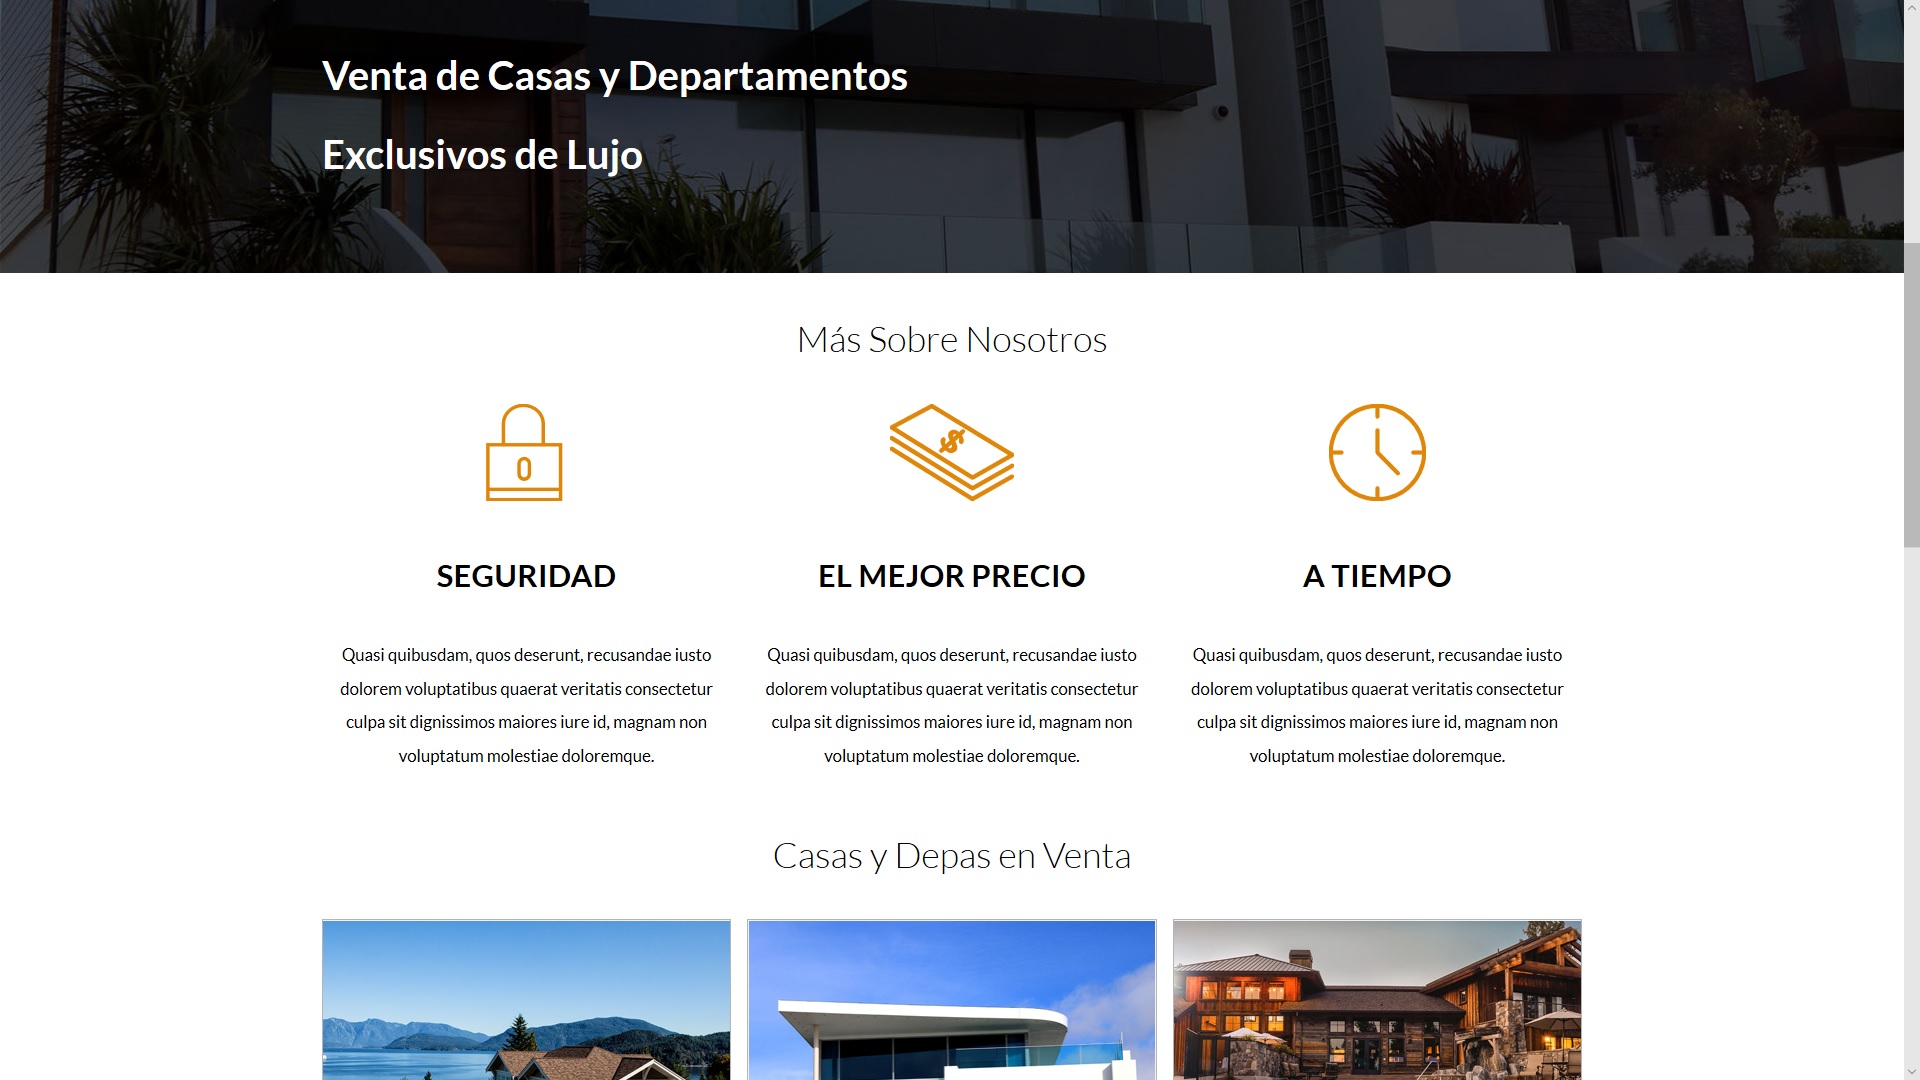 Venta de Casas y Departamentos
Exclusivos de Lujo
Más Sobre Nosotros
$
SEGURIDAD
Quasi quibusdam, quos deserunt, recusandae iusto
dolorem voluptatibus quaerat veritatis consectetur
culpa sit dignissimos maiores iure id, magnam non
voluptatum molestiae doloremque.
EL MEJOR PRECIO
Quasi quibusdam, quos deserunt, recusandae iusto
dolorem voluptatibus quaerat veritatis consectetur
culpa sit dignissimos maiores iure id, magnam non
voluptatum molestiae doloremque.
A TIEMPO
Quasi quibusdam, quos deserunt, recusandae iusto
dolorem voluptatibus quaerat veritatis consectetur
culpa sit dignissimos maiores iure id, magnam non
voluptatum molestiae doloremque.
Casas y Depas en Venta